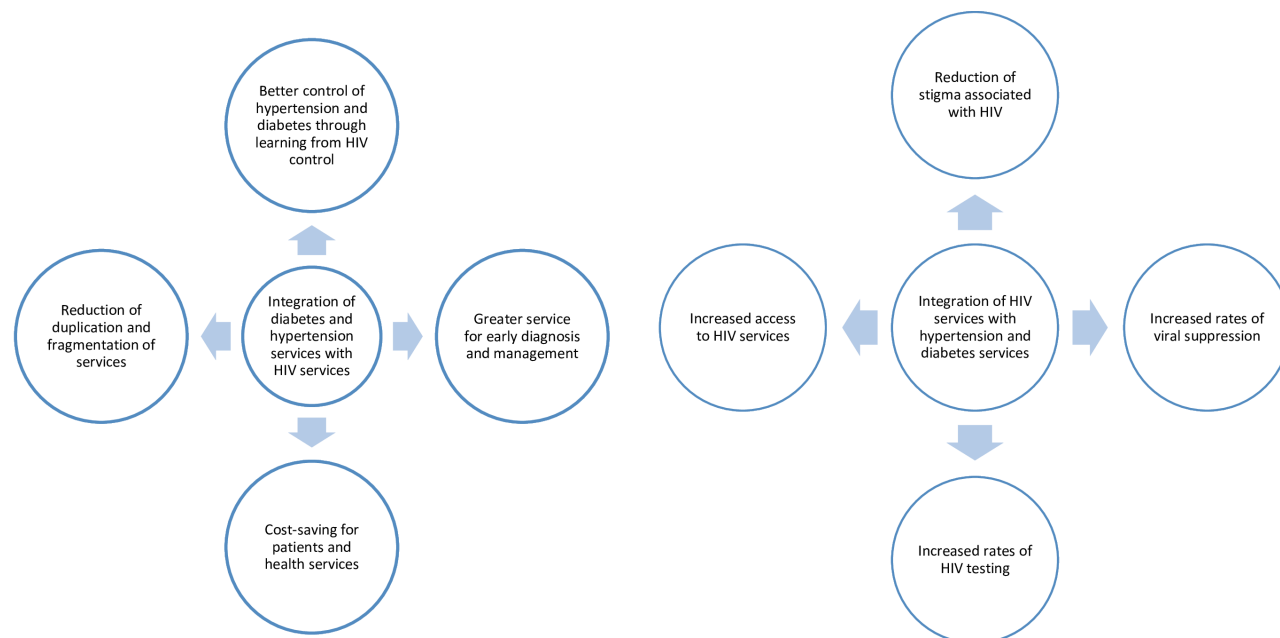 Better control of
hypertension and
diabetes through
learning from HIV
control
Reduction of
duplication and
fragmentation of
services
Integration of
diabetes and
hypertension
services with
HIV services
Greater service
for early diagnosis
and management
Cost-saving for
patients and
health services
Reduction of
stigma associated
with HIV
Increased access
to HIV services
Integration of HIV
services with
hypertension and
diabetes services
Increased rates of
viral suppression
Increased rates of
HIV testing